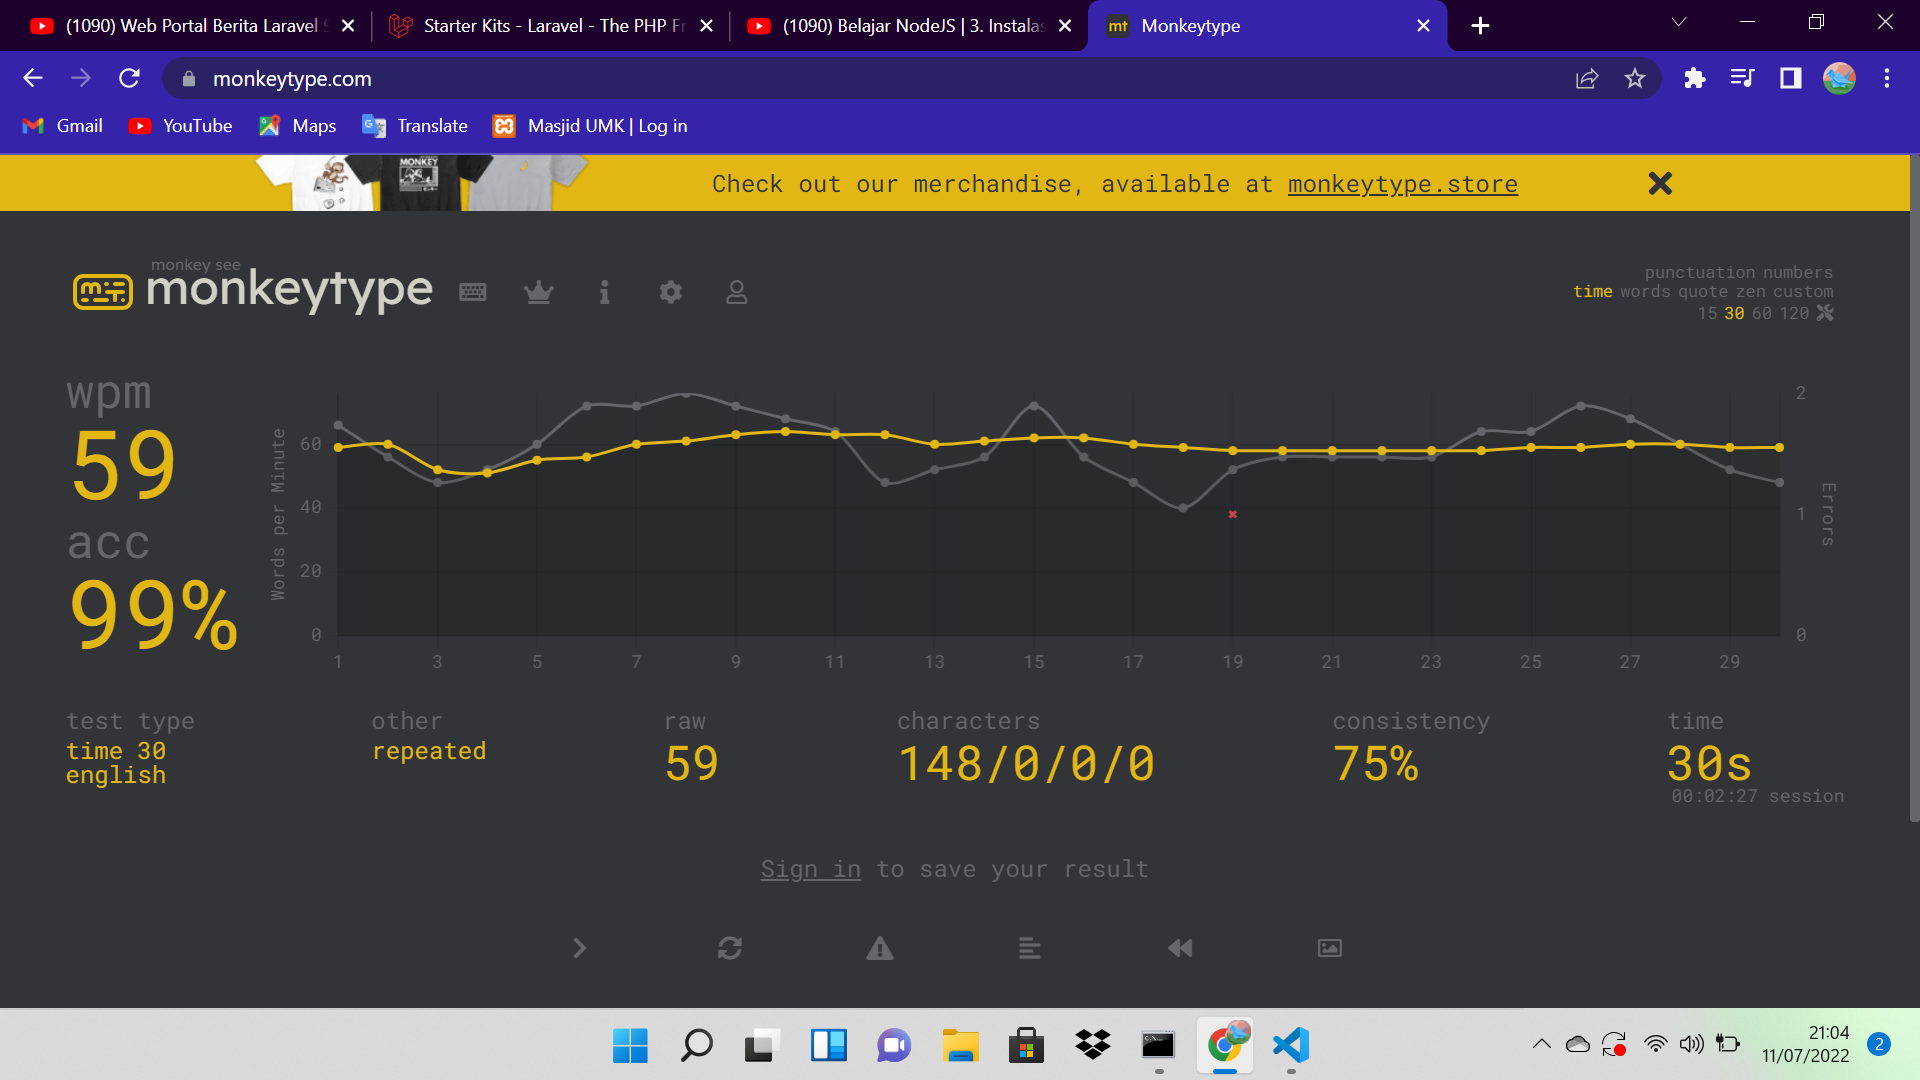 (1090) Web Portal Berita Laravel
Starter Kits - Laravel - The PHP Fr
(1090) Belajar NodeJS | 3. Instalas
mt Monkeytype
monkeytype.com
Gmail
YouTube
Maps
Translate
Masjid UMK | Log in
MONKEY
Check out our merchandise, available at monkeytype.store
monkey see
monkeytype
punctuation numbers
time words quote zen custom
15 30 60 120
wpm
59
acc
99%
Words per Minute
60
40
20
0
2
1
0
Errors
1 3 5 7 9 11 13 15 17 19 21 23 25 27 29
test type
time 30
english
other
repeated
raw
59
characters
148/0/0/0
consistency
75%
time
30s
00:02:27 session
Sign in to save your result
21:04
11/07/2022
2